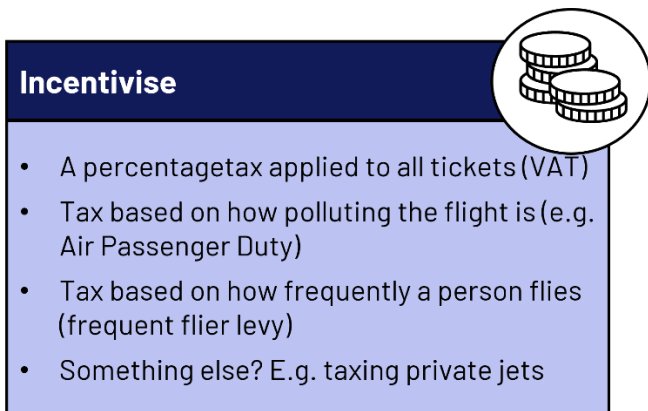 Incentivise
• A percentagetax applied to all tickets (VAT)
• Tax based on how polluting the flight is (e.g.
Air Passenger Duty)
• Tax based on how frequently a person flies
(frequent flier levy)
• Something else? E.g. taxing private jets